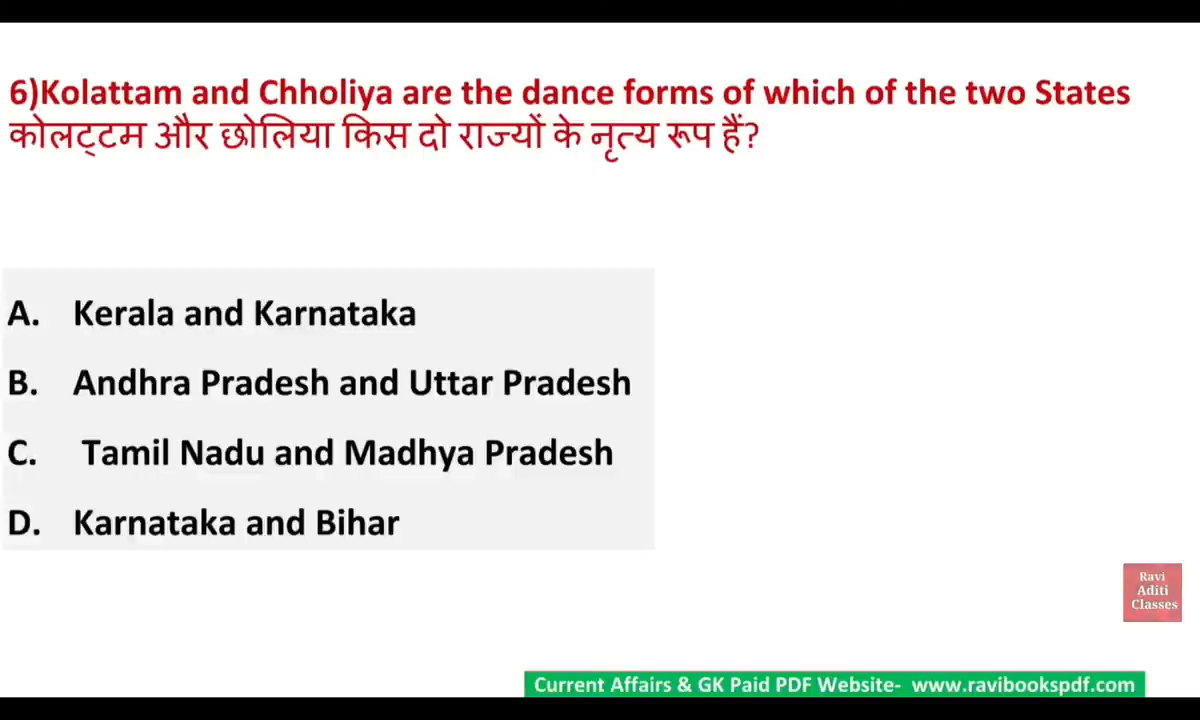 6)Kolattam and Chholiya are the dance forms of which of the two States
कोलट्टम और छोलिया किस दो राज्यों के नृत्य रूप हैं?
A. Kerala and Karnataka
B. Andhra Pradesh and Uttar Pradesh
C. Tamil Nadu and Madhya Pradesh
D. Karnataka and Bihar
Ravi
Aditi
Classes
Current Affairs & GK Paid PDF Website- www.ravibookspdf.com